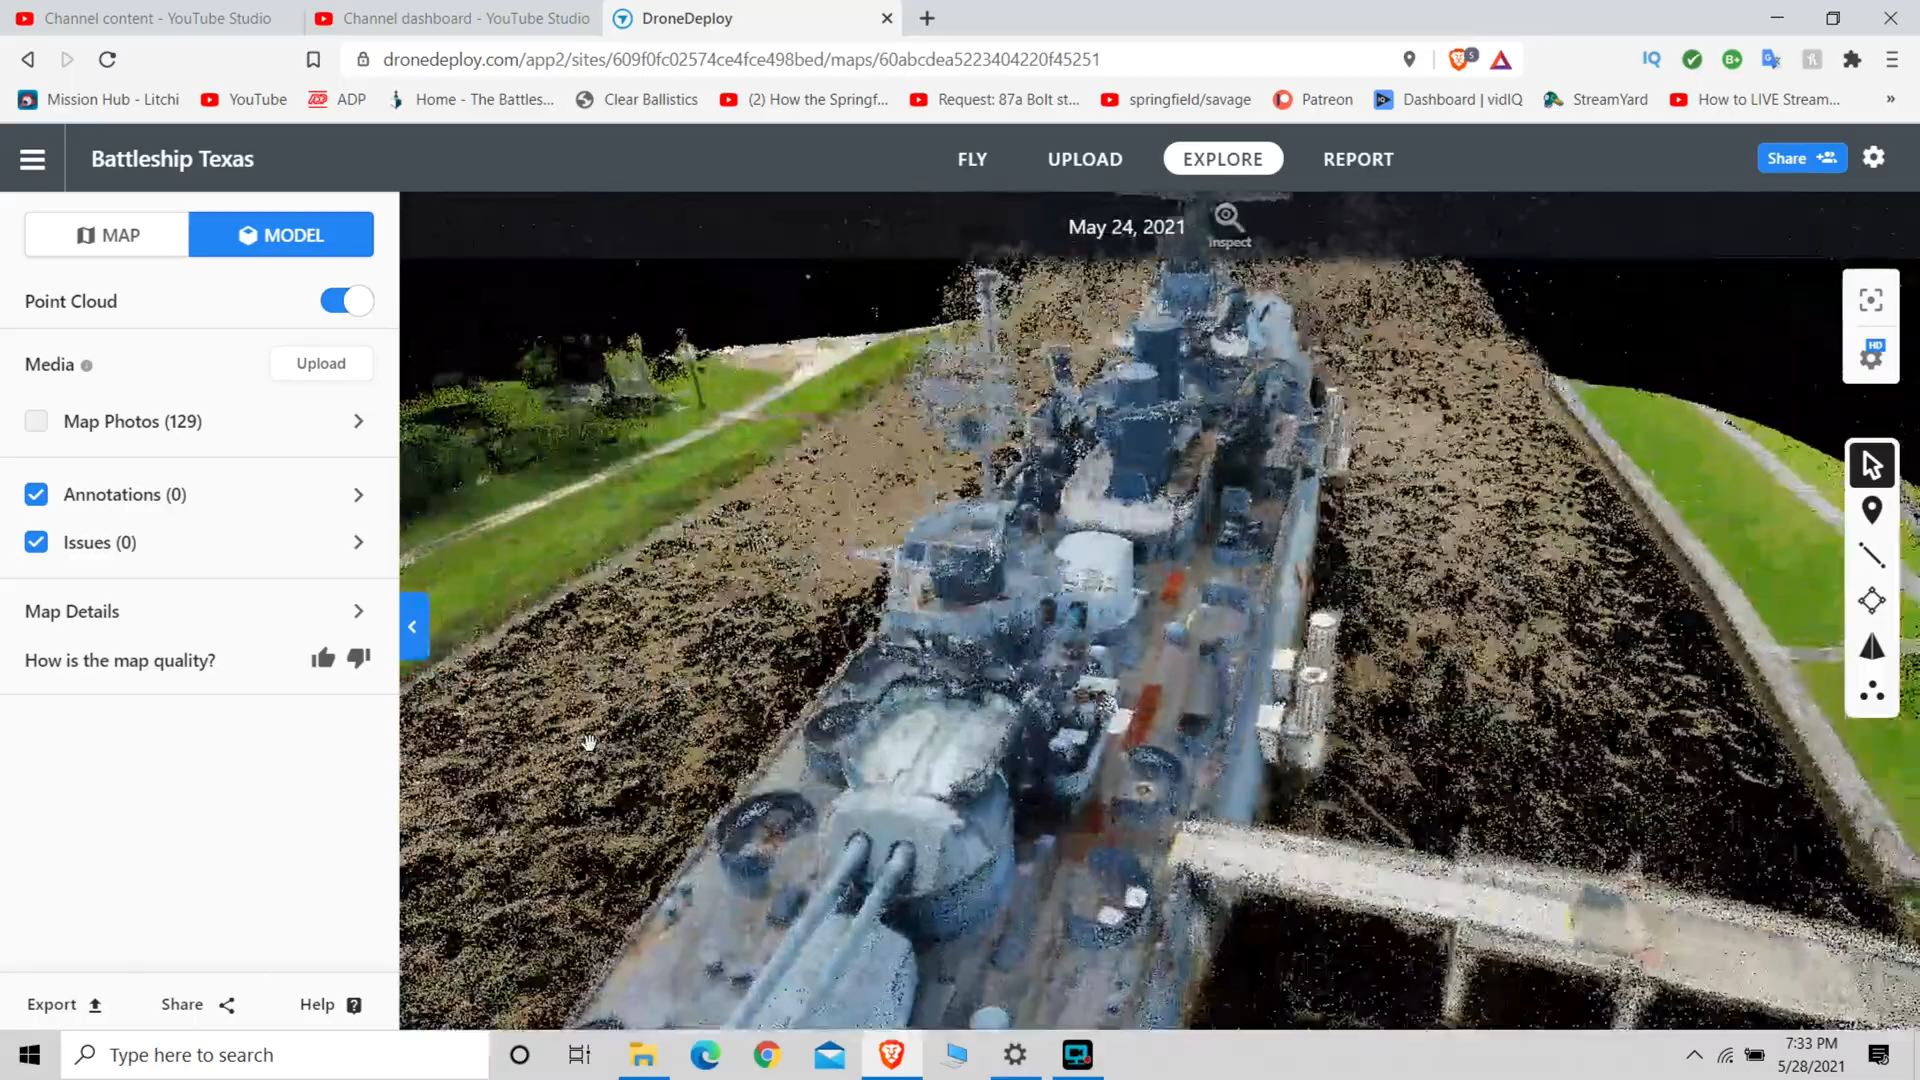 Channel content - YouTube Studio
Channel dashboard - YouTube Studio
DroneDeploy
dronedeploy.com/app2/sites/609f0fc02574ce4fce498bed/maps/60abcdea5223404220f45251
5
IQ
B+
Mission Hub - Litchi
YouTube
ADP
Home - The Battles...
Clear Ballistics
(2) How the Springf...
Request: 87a Bolt st...
springfield/savage
Patreon
Dashboard | vidIQ
StreamYard
How to LIVE Stream...
»
Battleship Texas
FLY
UPLOAD
EXPLORE
REPORT
Share
MAP
MODEL
May 24, 2021
Inspect
Point Cloud
HD
Media
Upload
Map Photos (129)
Annotations (0)
Issues (0)
Map Details
How is the map quality?
Export
Share
Help
Type here to search
7:33 PM
5/28/2021